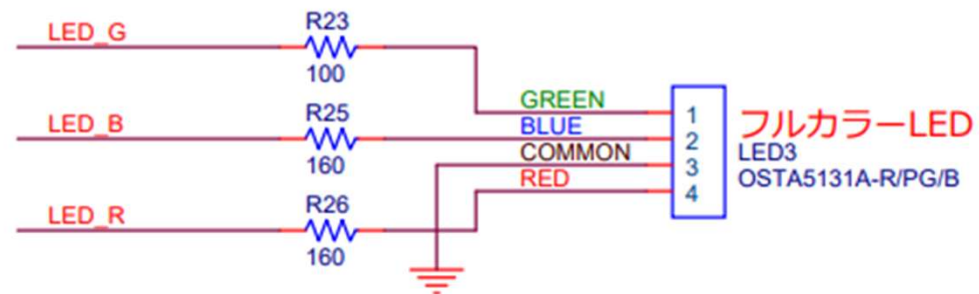 LED_G
R23
100
LED_B
R25
160
LED_R
R26
160
GREEN
BLUE
COMMON
RED
1
2
3
4
フルカラーLED
LED3
OSTA5131A-R/PG/B